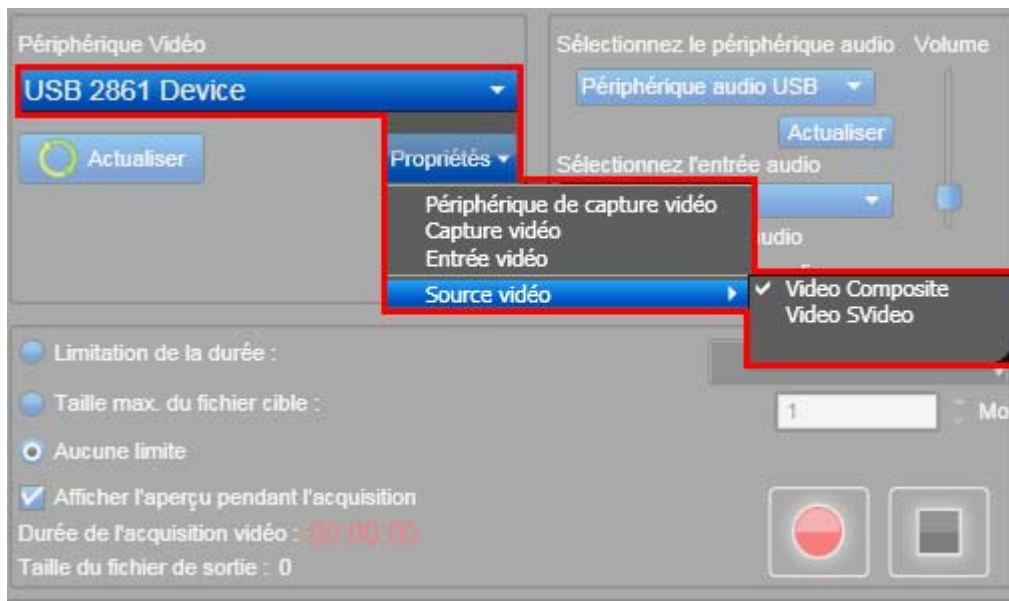 Périphérique Vidéo
USB 2861 Device
Actualiser
Propriétés
Périphérique de capture vidéo
Capture vidéo
Entrée vidéo
Source vidéo
Video Composite
Video SVideo
Sélectionnez le périphérique audio
Volume
Périphérique audio USB
Actualiser
Sélectionnez l'entrée audio
Limitation de la durée :
Taille max. du fichier cible :
1
Mo
Aucune limite
Afficher l'aperçu pendant l'acquisition
Durée de l'acquisition vidéo : 00:00:00
Taille du fichier de sortie : 0